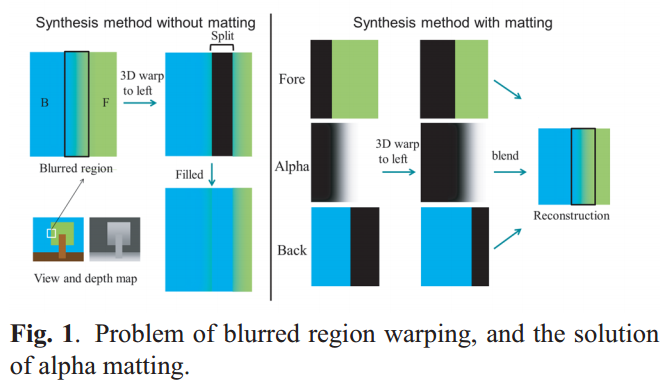 Synthesis method without matting
Split
B
F
3D warp
to left
Blurred region
Filled
View and depth map
Synthesis method with matting
Fore
Alpha
3D warp
to left
blend
Back
Reconstruction
Fig. 1. Problem of blurred region warping, and the solution
of alpha matting.